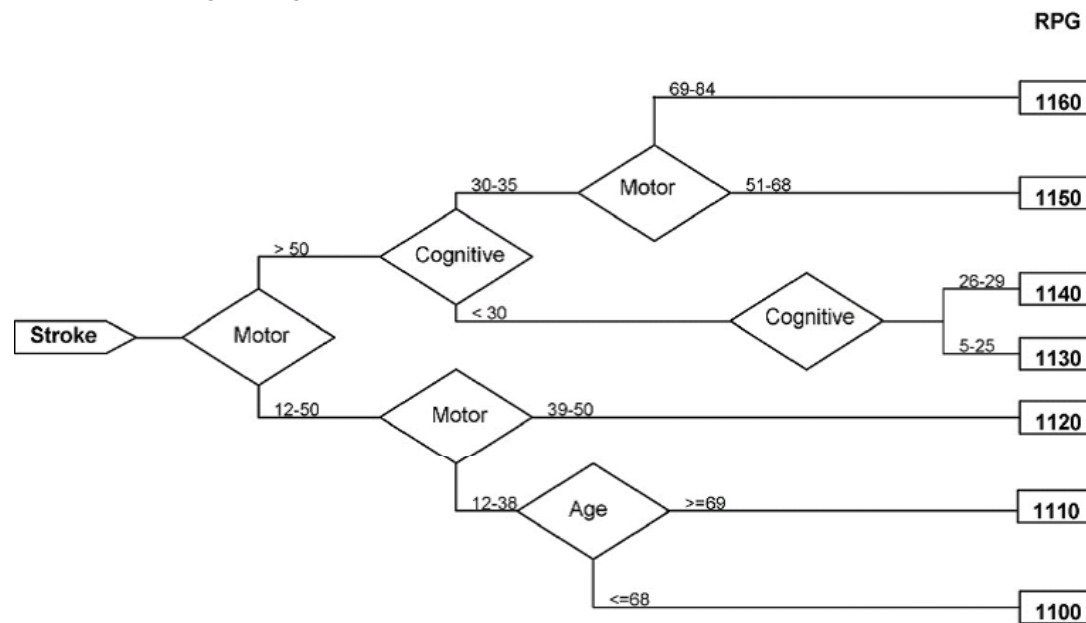 RPG
69-84
1160
30-35
Motor
51-68
1150
> 50
Cognitive
26-29
1140
< 30
Cognitive
Stroke
Motor
5-25
1130
12-50
Motor
39-50
1120
12-38
Age
>=69
1110
<=68
1100